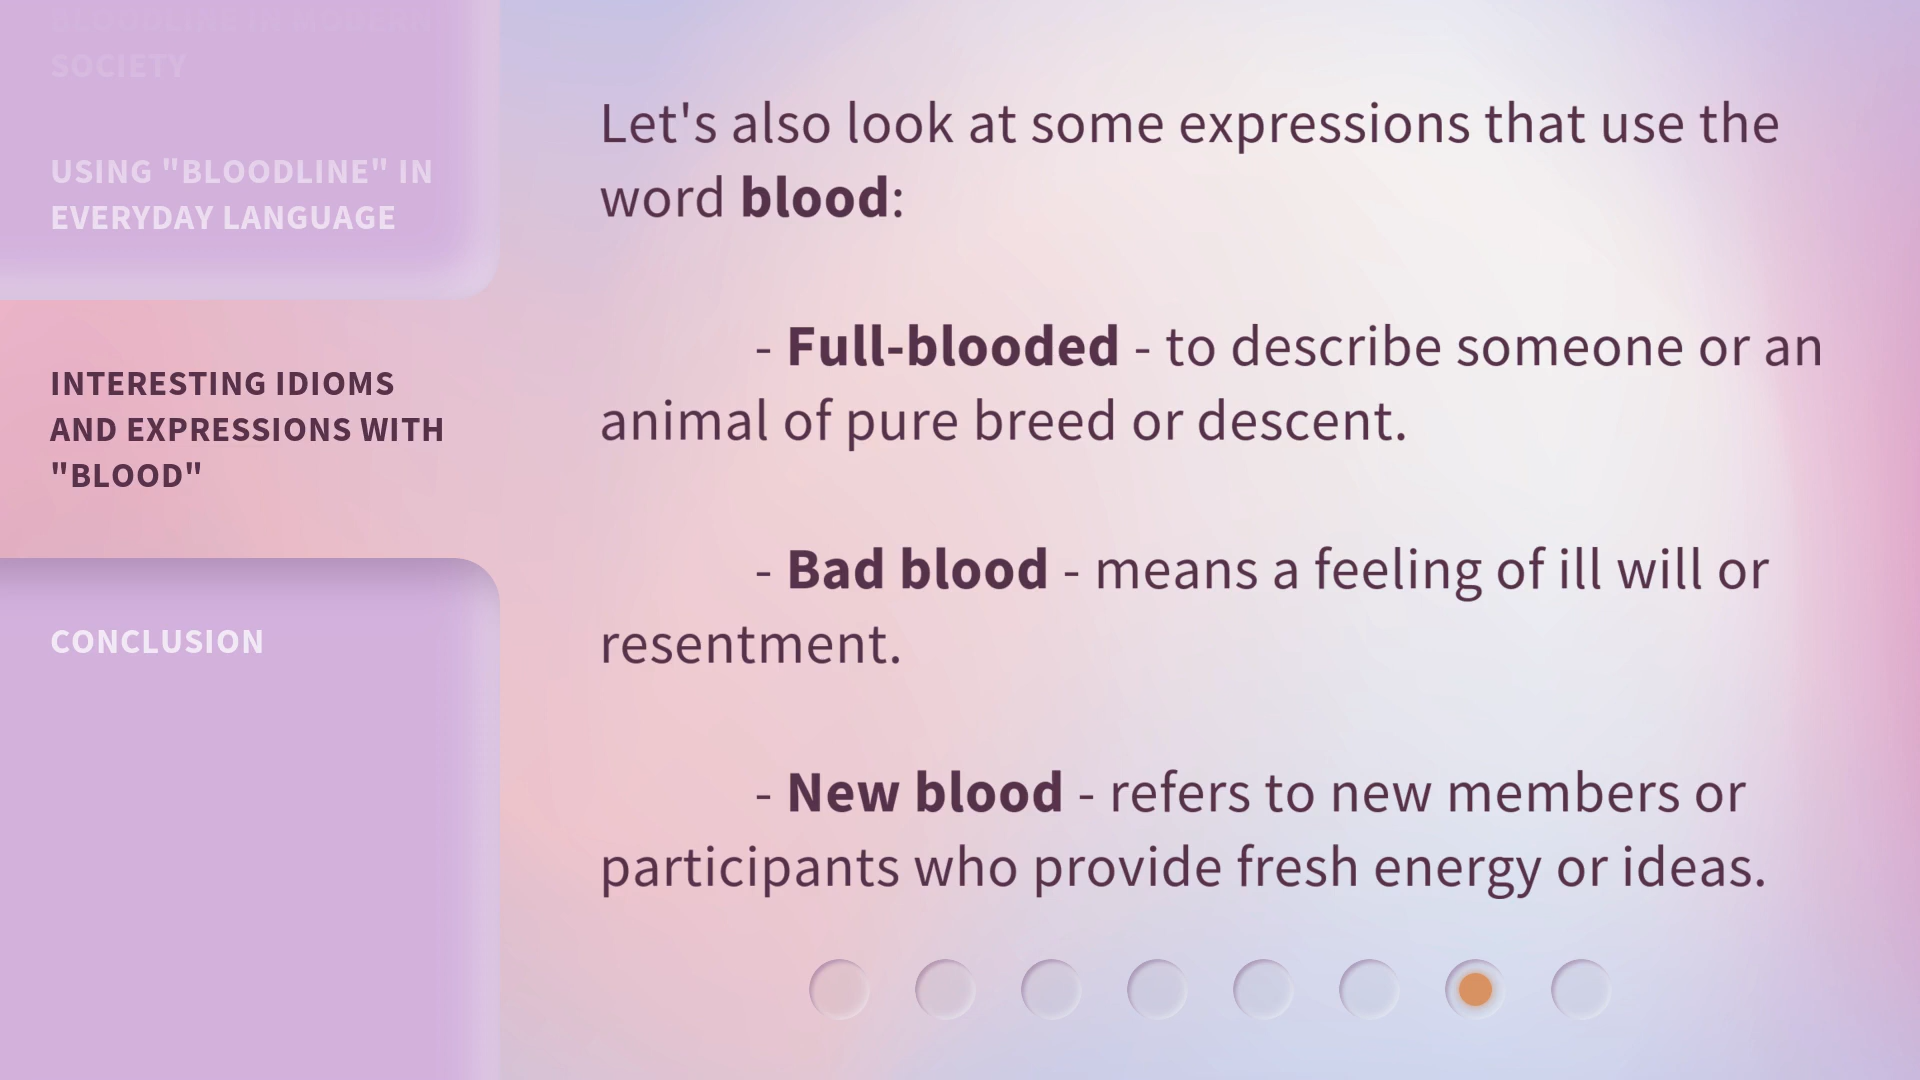 BLOODLINE IN MODERN
SOCIETY
USING "BLOODLINE" IN
EVERYDAY LANGUAGE
INTERESTING IDIOMS
AND EXPRESSIONS WITH
"BLOOD"
CONCLUSION
Let's also look at some expressions that use the
word blood:
- Full-blooded - to describe someone or an
animal of pure breed or descent.
- Bad blood - means a feeling of ill will or
resentment.
- New blood - refers to new members or
participants who provide fresh energy or ideas.